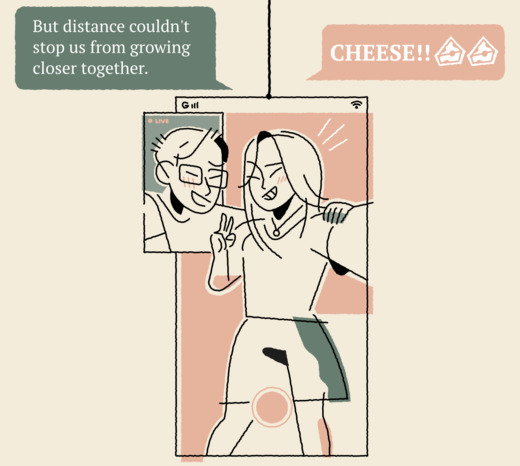 But distance couldn't
stop us from growing
closer together.
CHEESE!!
G
LIVE